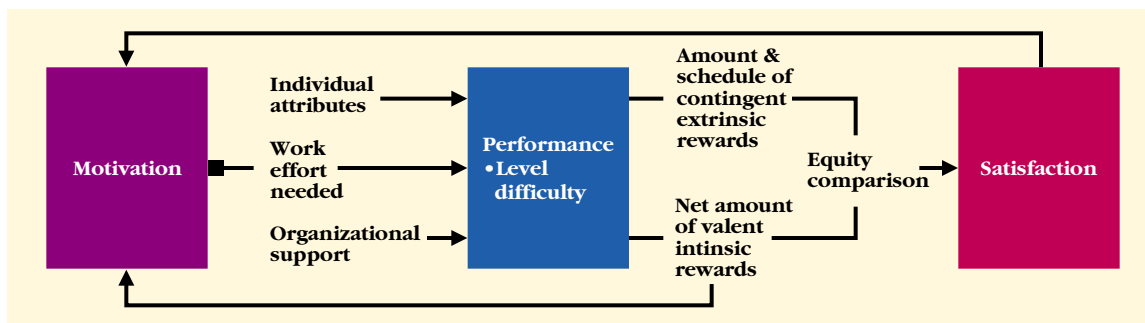 Motivation
Individual
attributes
Work
effort
needed
Organizational
support
Performance
•Level
difficulty
Amount &
schedule of
contingent
extrinsic
rewards
Net amount
of valent
intrinsic
rewards
Equity
comparison
Satisfaction